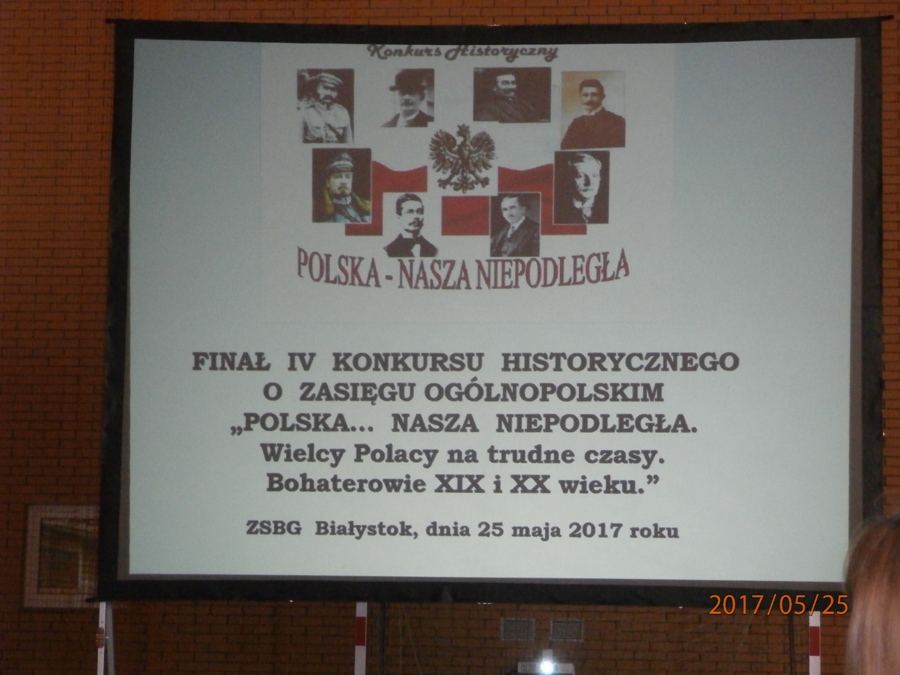 Konkurs Historyczny
POLSKA - NASZA NIEPODLEGŁA
FINAŁ IV KONKURSU HISTORYCZNEGO
O ZASIĘGU OGÓLNOPOLSKIM
„POLSKA... NASZA NIEPODLEGŁA.
Wielcy Polacy na trudne czasy.
Bohaterowie XIX i XX wieku.”
ZSBG Białystok, dnia 25 maja 2017 roku
2017/05/25